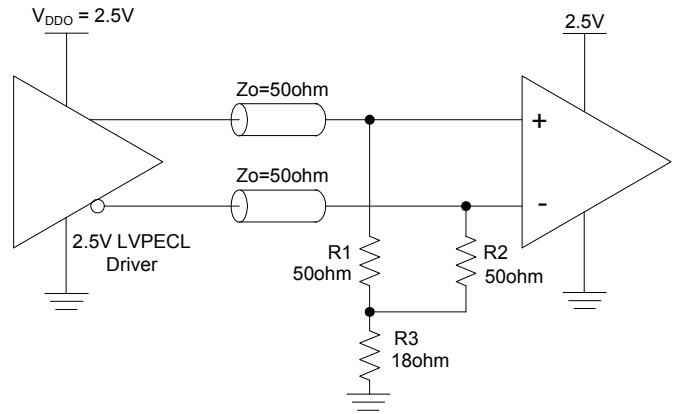 VDDO = 2.5V
2.5V
Zo=50ohm
+
Zo=50ohm
-
2.5V LVPECL
Driver
R1
50ohm
R2
50ohm
R3
18ohm